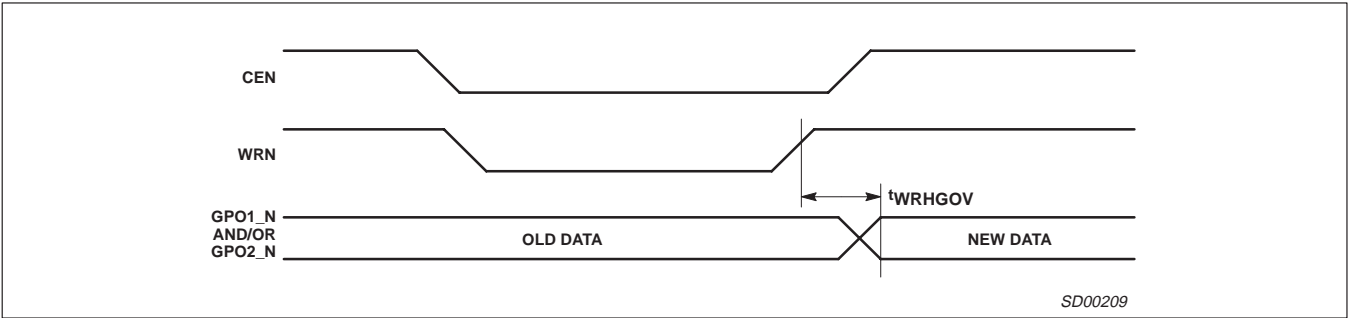 CEN
WRN
tWRHGOV
GPO1_N
AND/OR
GPO2_N
OLD DATA
NEW DATA
SD00209